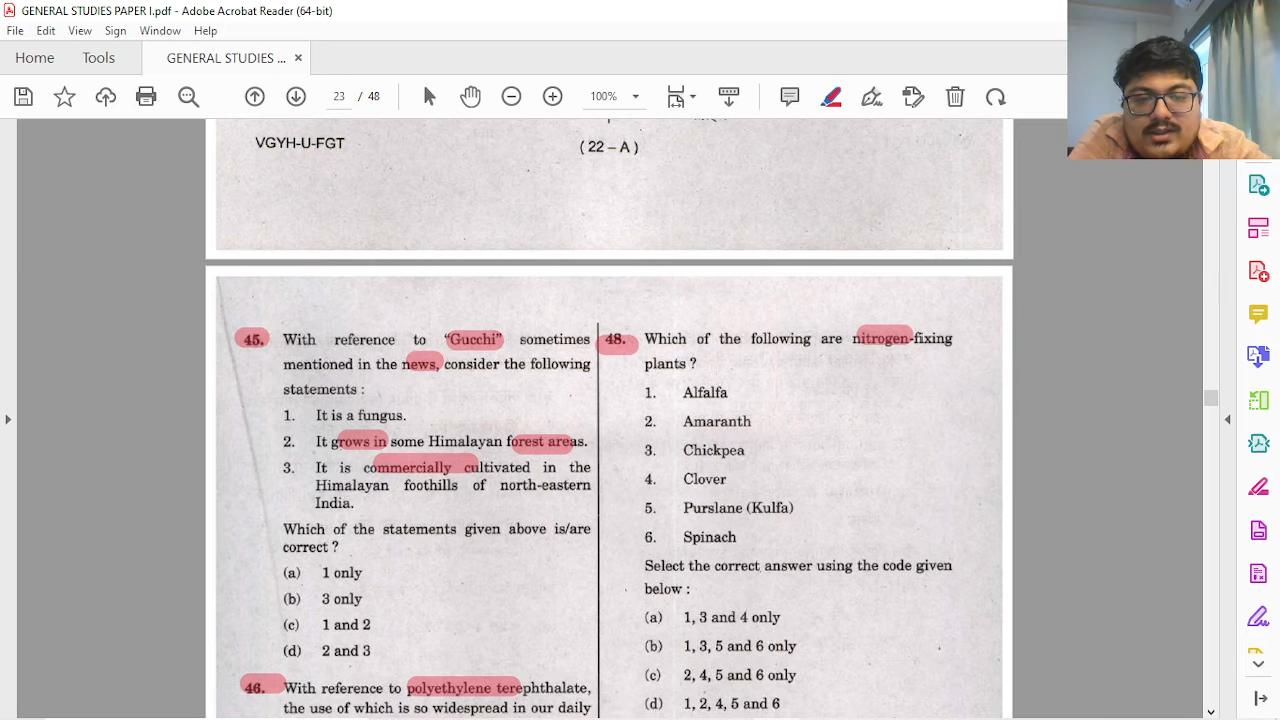 GENERAL STUDIES PAPER I.pdf - Adobe Acrobat Reader (64-bit)
File Edit View Sign Window Help
Home Tools GENERAL STUDIES ... ×
23 / 48 100%
VGYH-U-FGT
( 22 – A )
45. With reference to "Gucchi" sometimes
mentioned in the news, consider the following
statements :
1. It is a fungus.
2. It grows in some Himalayan forest areas.
3. It is commercially cultivated in the
Himalayan foothills of north-eastern
India.
Which of the statements given above is/are
correct ?
(a) 1 only
(b) 3 only
(c) 1 and 2
(d) 2 and 3
46. With reference to polyethylene terephthalate,
the use of which is so widespread in our daily
48. Which of the following are nitrogen-fixing
plants ?
1. Alfalfa
2. Amaranth
3. Chickpea
4. Clover
5. Purslane (Kulfa)
6. Spinach
Select the correct answer using the code given
below :
(a) 1, 3 and 4 only
(b) 1, 3, 5 and 6 only
(c) 2, 4, 5 and 6 only
(d) 1, 2, 4, 5 and 6